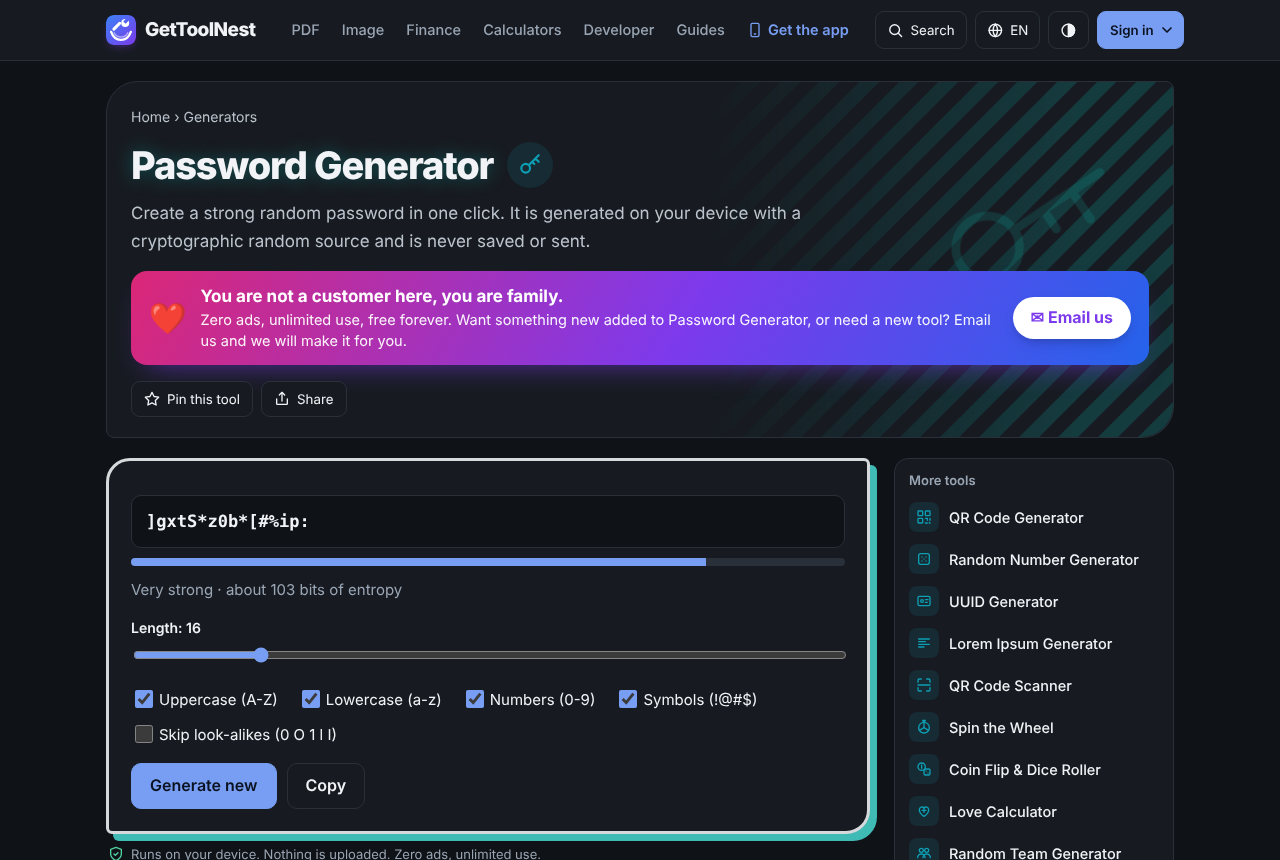 GetToolNest
PDF
Image
Finance
Calculators
Developer
Guides
Get the app
Search
EN
Sign in
Home › Generators
Password Generator
Create a strong random password in one click. It is generated on your device with a
cryptographic random source and is never saved or sent.
You are not a customer here, you are family.
Zero ads, unlimited use, free forever. Want something new added to Password Generator, or need a new tool? Email
us and we will make it for you.
✉ Email us
Pin this tool
Share
]gxtS*z0b*[#%ip:
Very strong · about 103 bits of entropy
Length: 16
Uppercase (A-Z)
Lowercase (a-z)
Numbers (0-9)
Symbols (!@#$)
Skip look-alikes (0 O 1 l I)
Generate new
Copy
Runs on your device. Nothing is uploaded. Zero ads, unlimited use.
More tools
QR Code Generator
Random Number Generator
UUID Generator
Lorem Ipsum Generator
QR Code Scanner
Spin the Wheel
Coin Flip & Dice Roller
Love Calculator
Random Team Generator